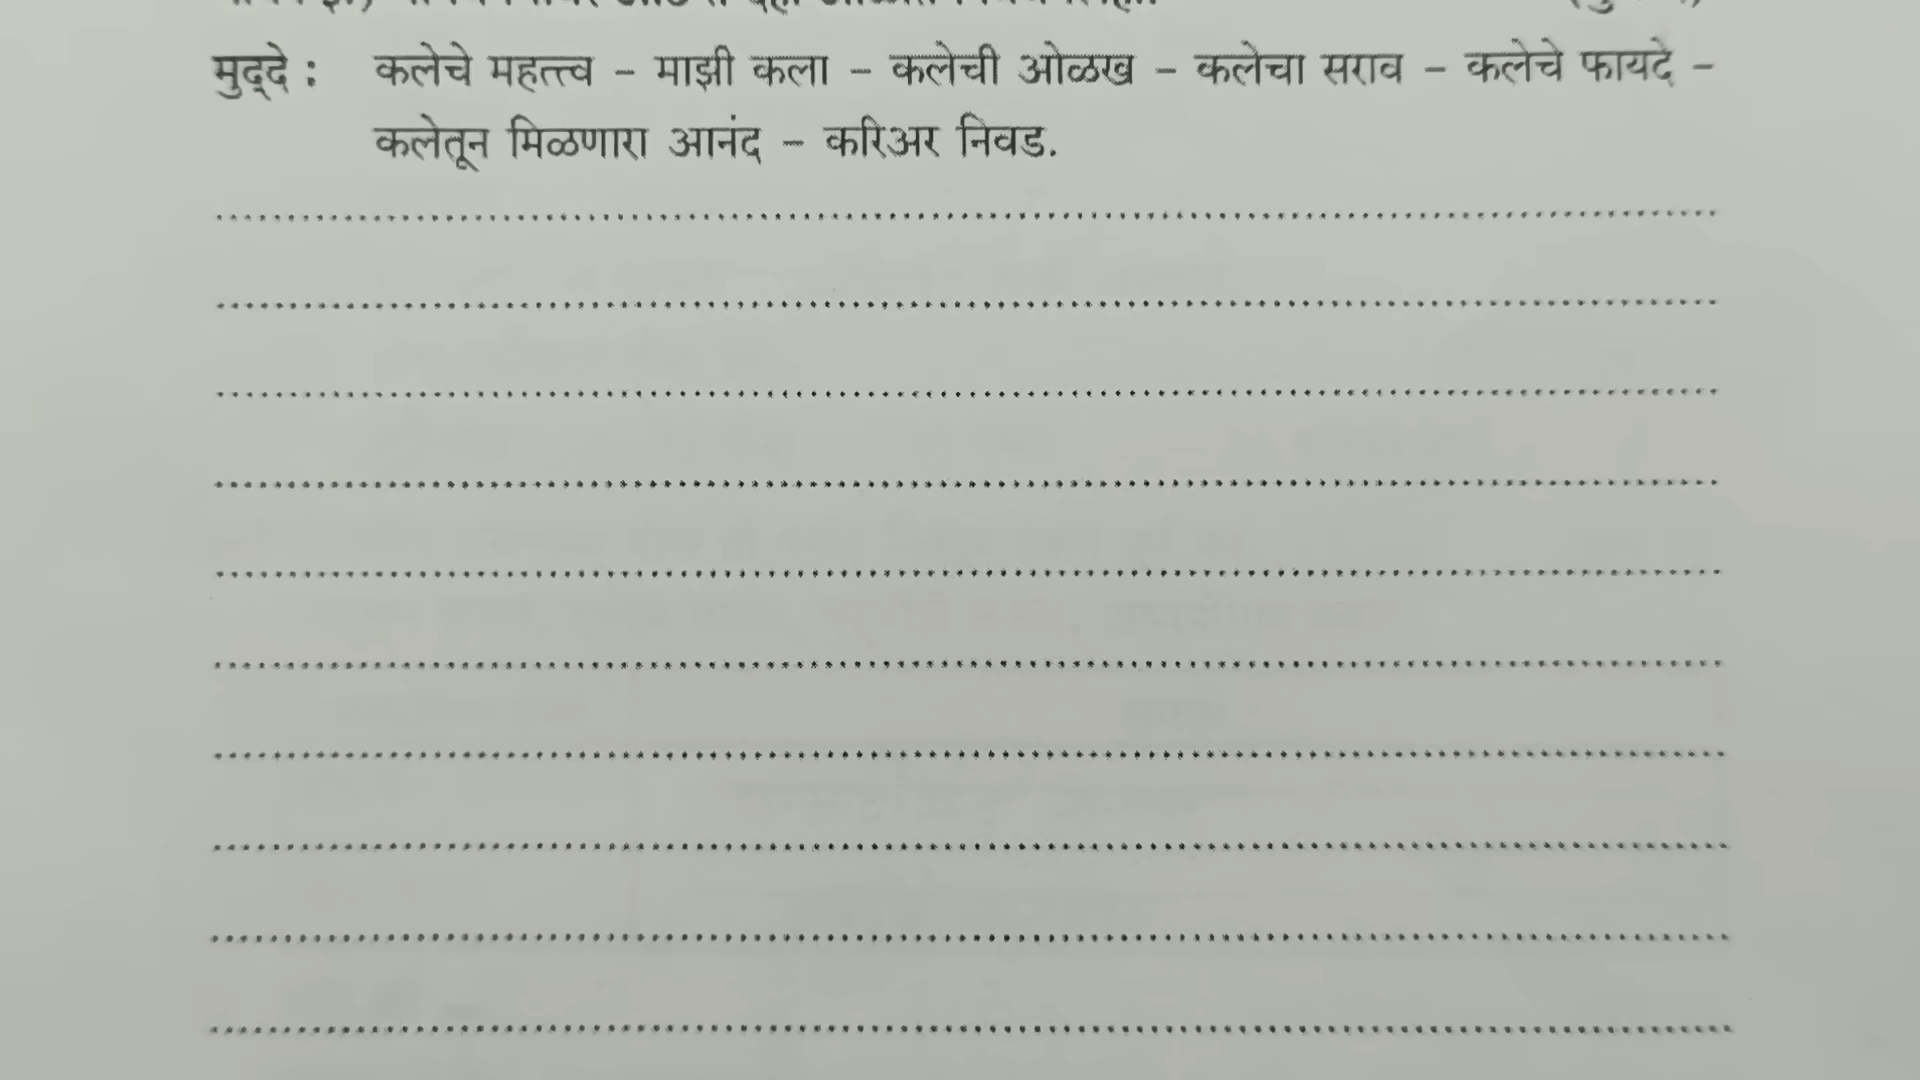 मुद्दे : कलेचे महत्त्व – माझी कला – कलेची ओळख – कलेचा सराव – कलेचे फायदे –
कलेतून मिळणारा आनंद – करिअर निवड.